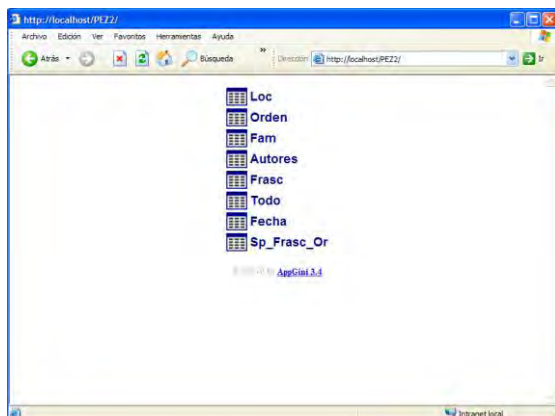 http://localhost/PEZ2/
Archivo Edición Ver Favoritos Herramientas Ayuda
Atrás Búsqueda » Dirección http://localhost/PEZ2/ Ir
Loc
Orden
Fam
Autores
Frasc
Todo
Fecha
Sp_Frasc_Or
AppGini 3.4
Intranet local